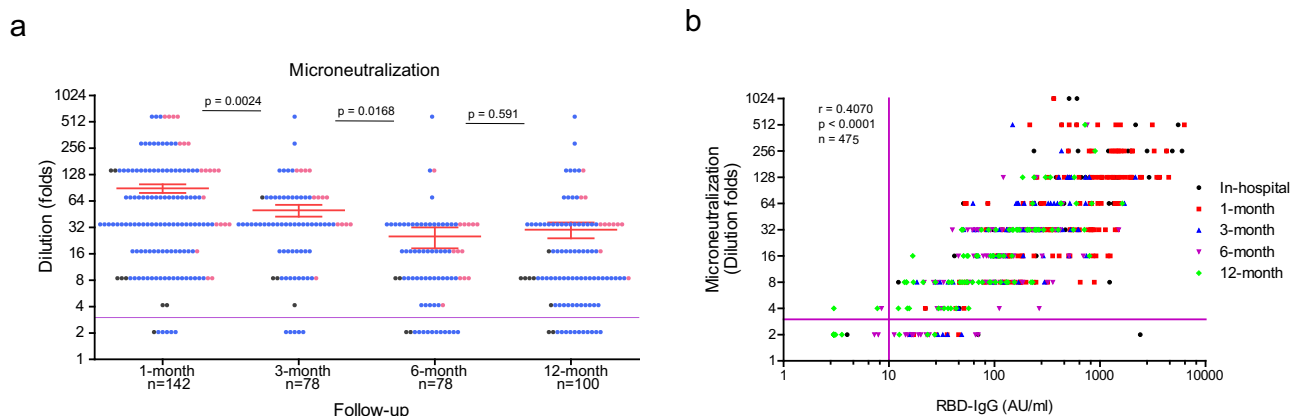 a
Microneutralization
p = 0.0024
p = 0.0168
p = 0.591
Dilution (folds)
1024
512
256
128
64
32
16
8
4
2
1
1-month
n=142
3-month
n=78
6-month
n=78
12-month
n=100
Follow-up
b
r = 0.4070
p < 0.0001
n = 475
Microneutralization
(Dilution folds)
1024
512
256
128
64
32
16
8
4
2
1
1
10
100
1000
10000
RBD-IgG (AU/ml)
In-hospital
1-month
3-month
6-month
12-month